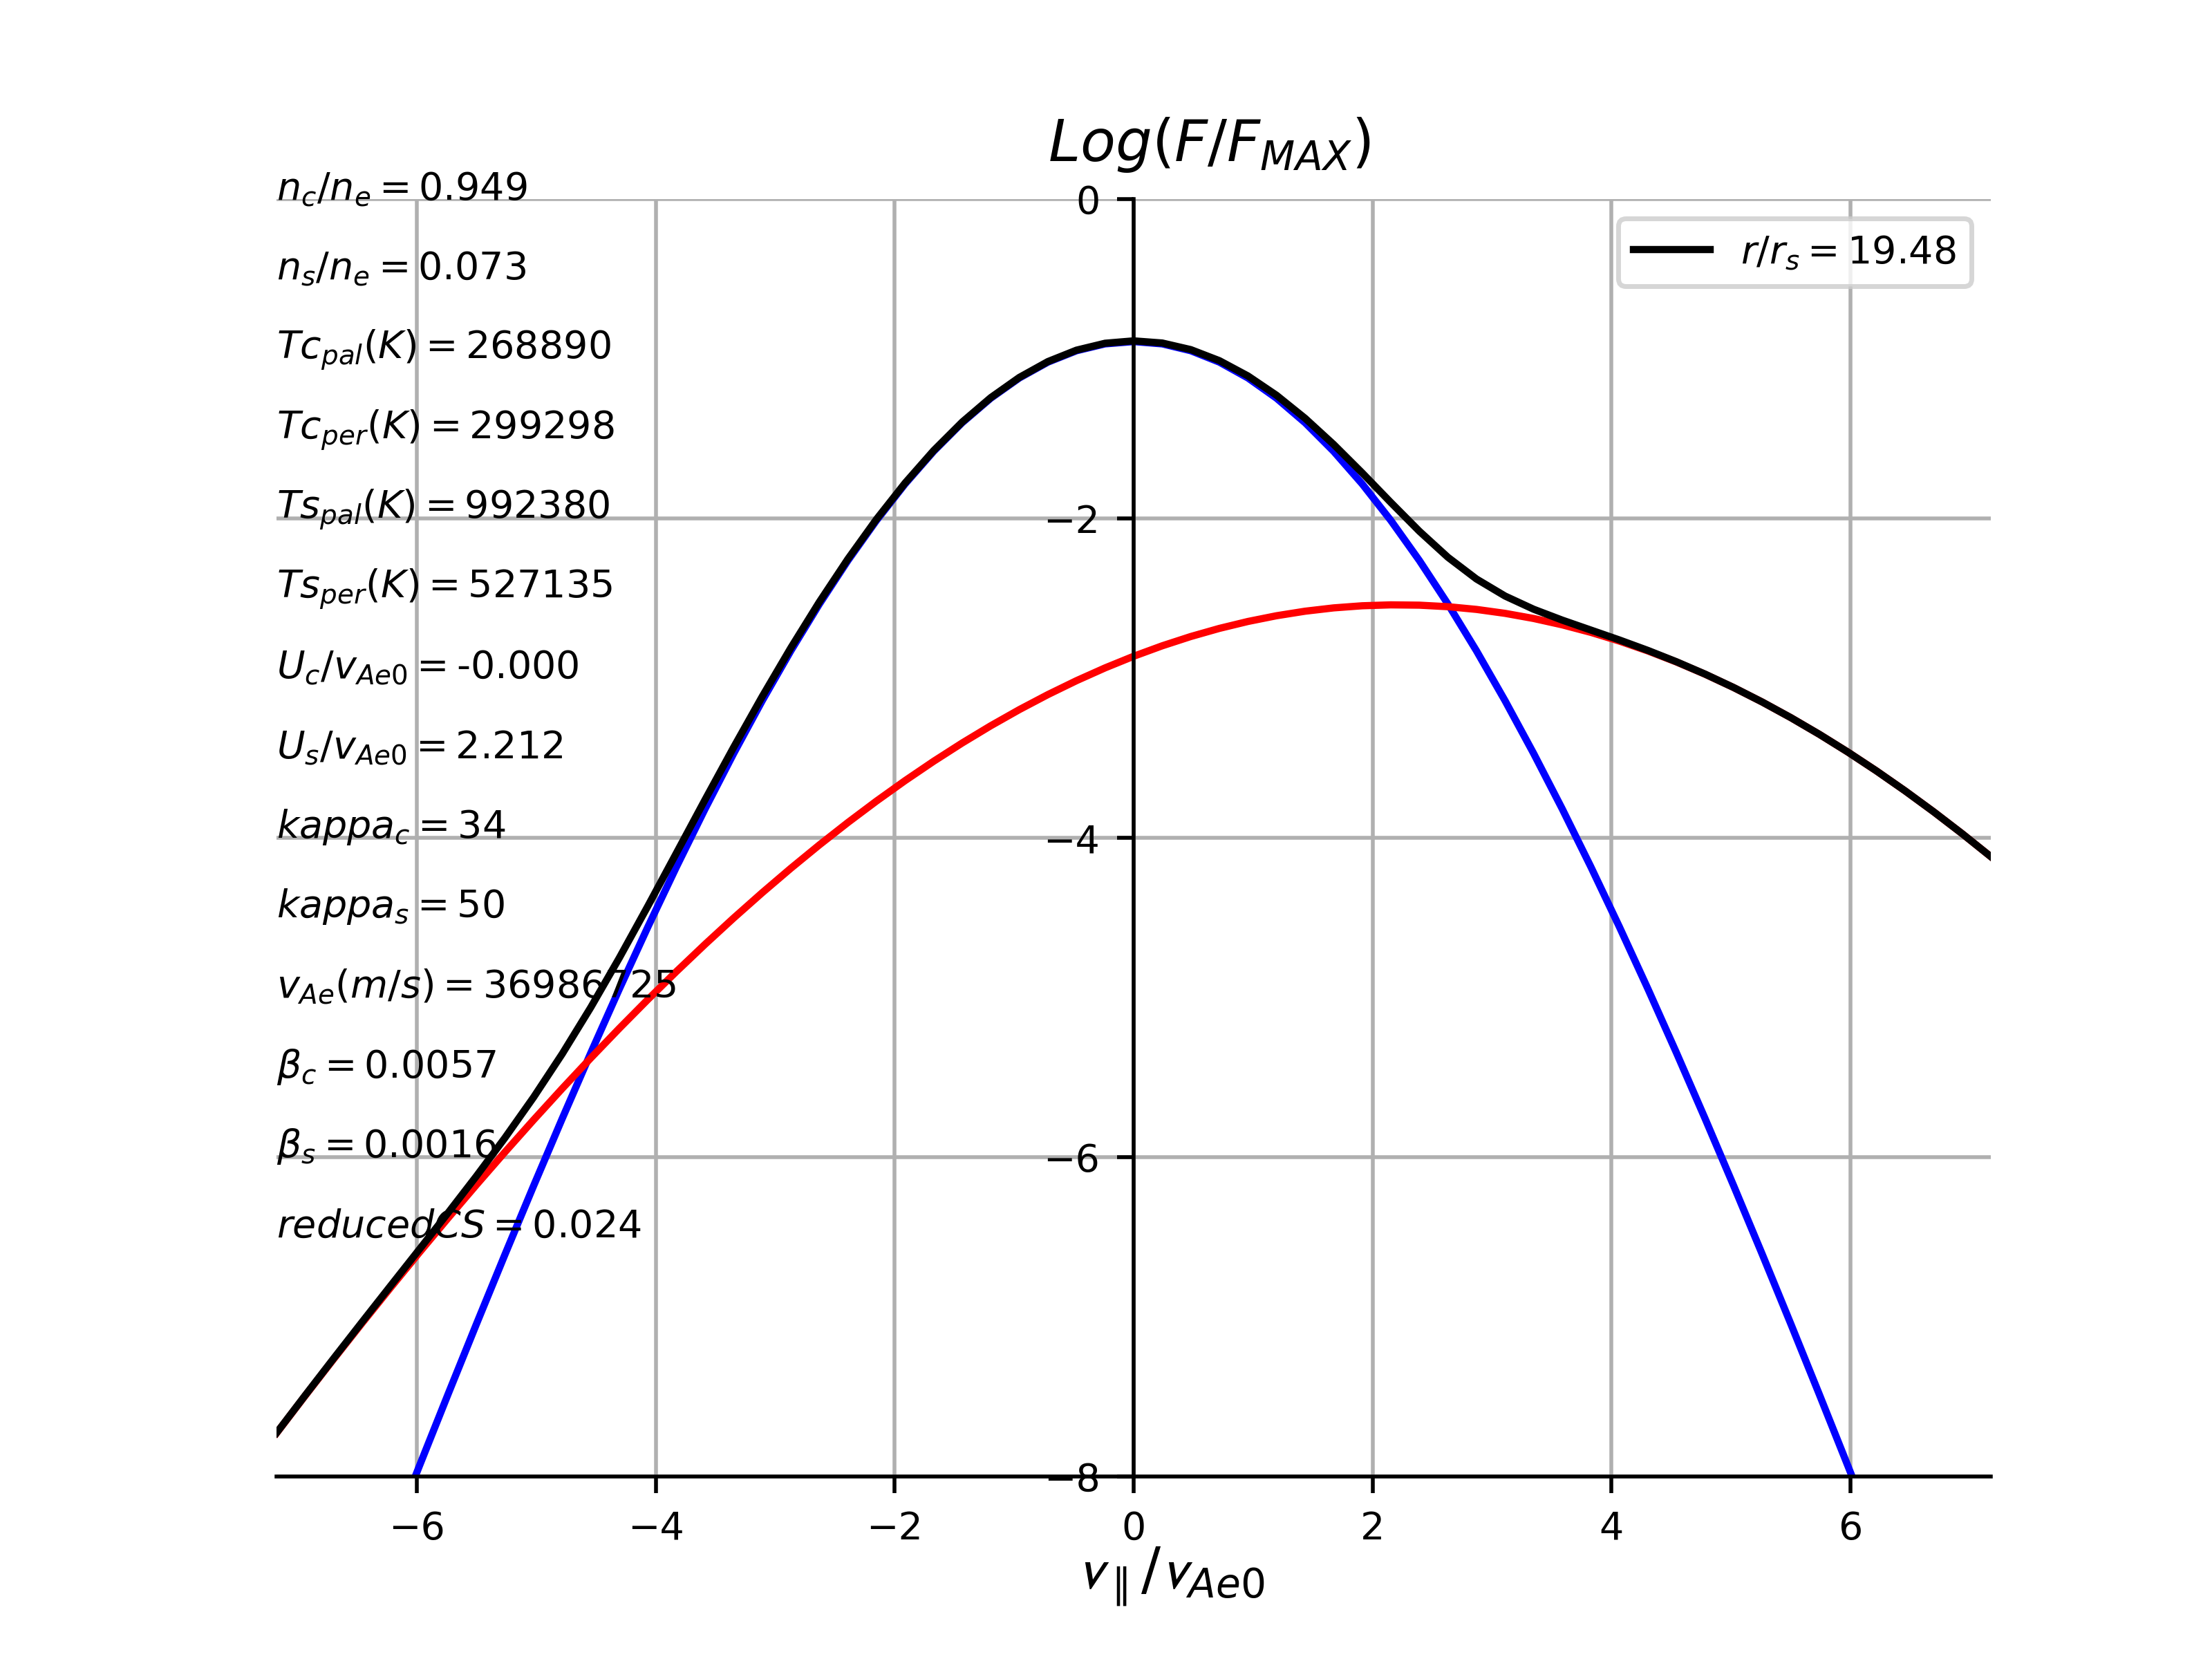 Log(F/F_MAX)
n_c/n_e = 0.949
0
r/r_s = 19.48
n_s/n_e = 0.073
Tc_pal(K) = 268890
Tc_per(K) = 299298
Ts_pal(K) = 992380
−2
Ts_per(K) = 527135
U_c/v_Ae0 = -0.000
U_s/v_Ae0 = 2.212
kappa_c = 34
−4
kappa_s = 50
v_Ae(m/s) = 36986725
β_c = 0.0057
β_s = 0.0016
−6
reducedCS = 0.024
−8
−6 −4 −2 0 2 4 6
v_∥/v_Ae0